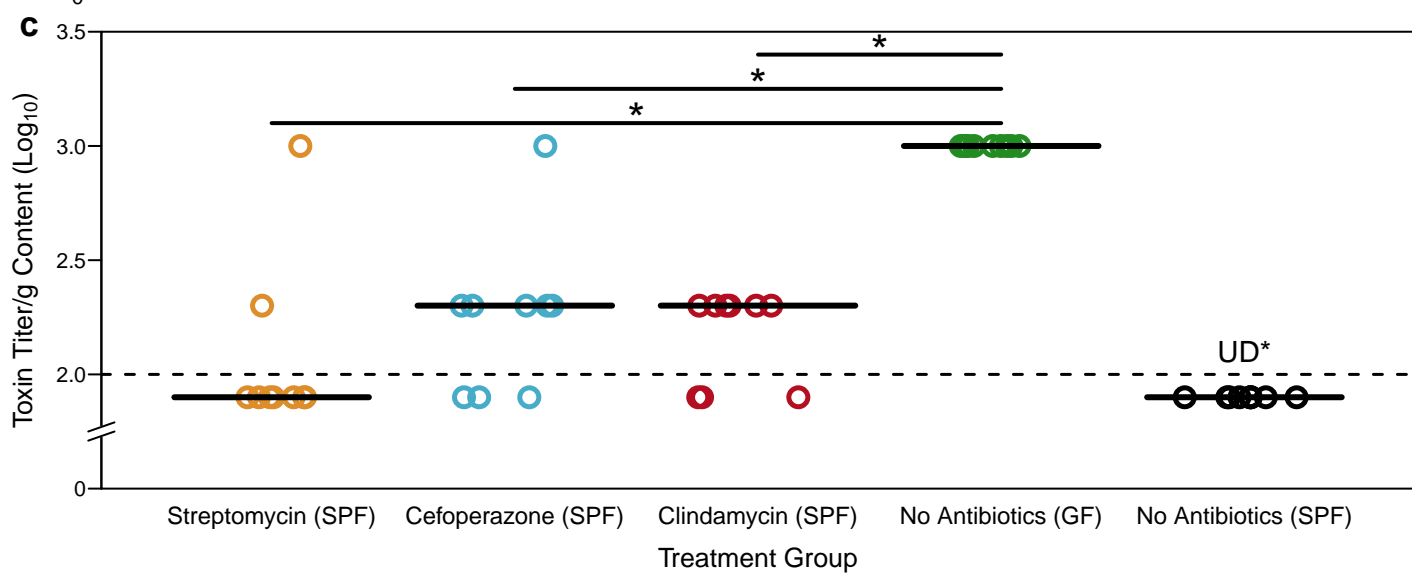 0
c
3.5
3.0
2.5
2.0
0
Toxin Titer/g Content (Log10)
*
*
*
UD*
Streptomycin (SPF) Cefoperazone (SPF) Clindamycin (SPF) No Antibiotics (GF) No Antibiotics (SPF)
Treatment Group